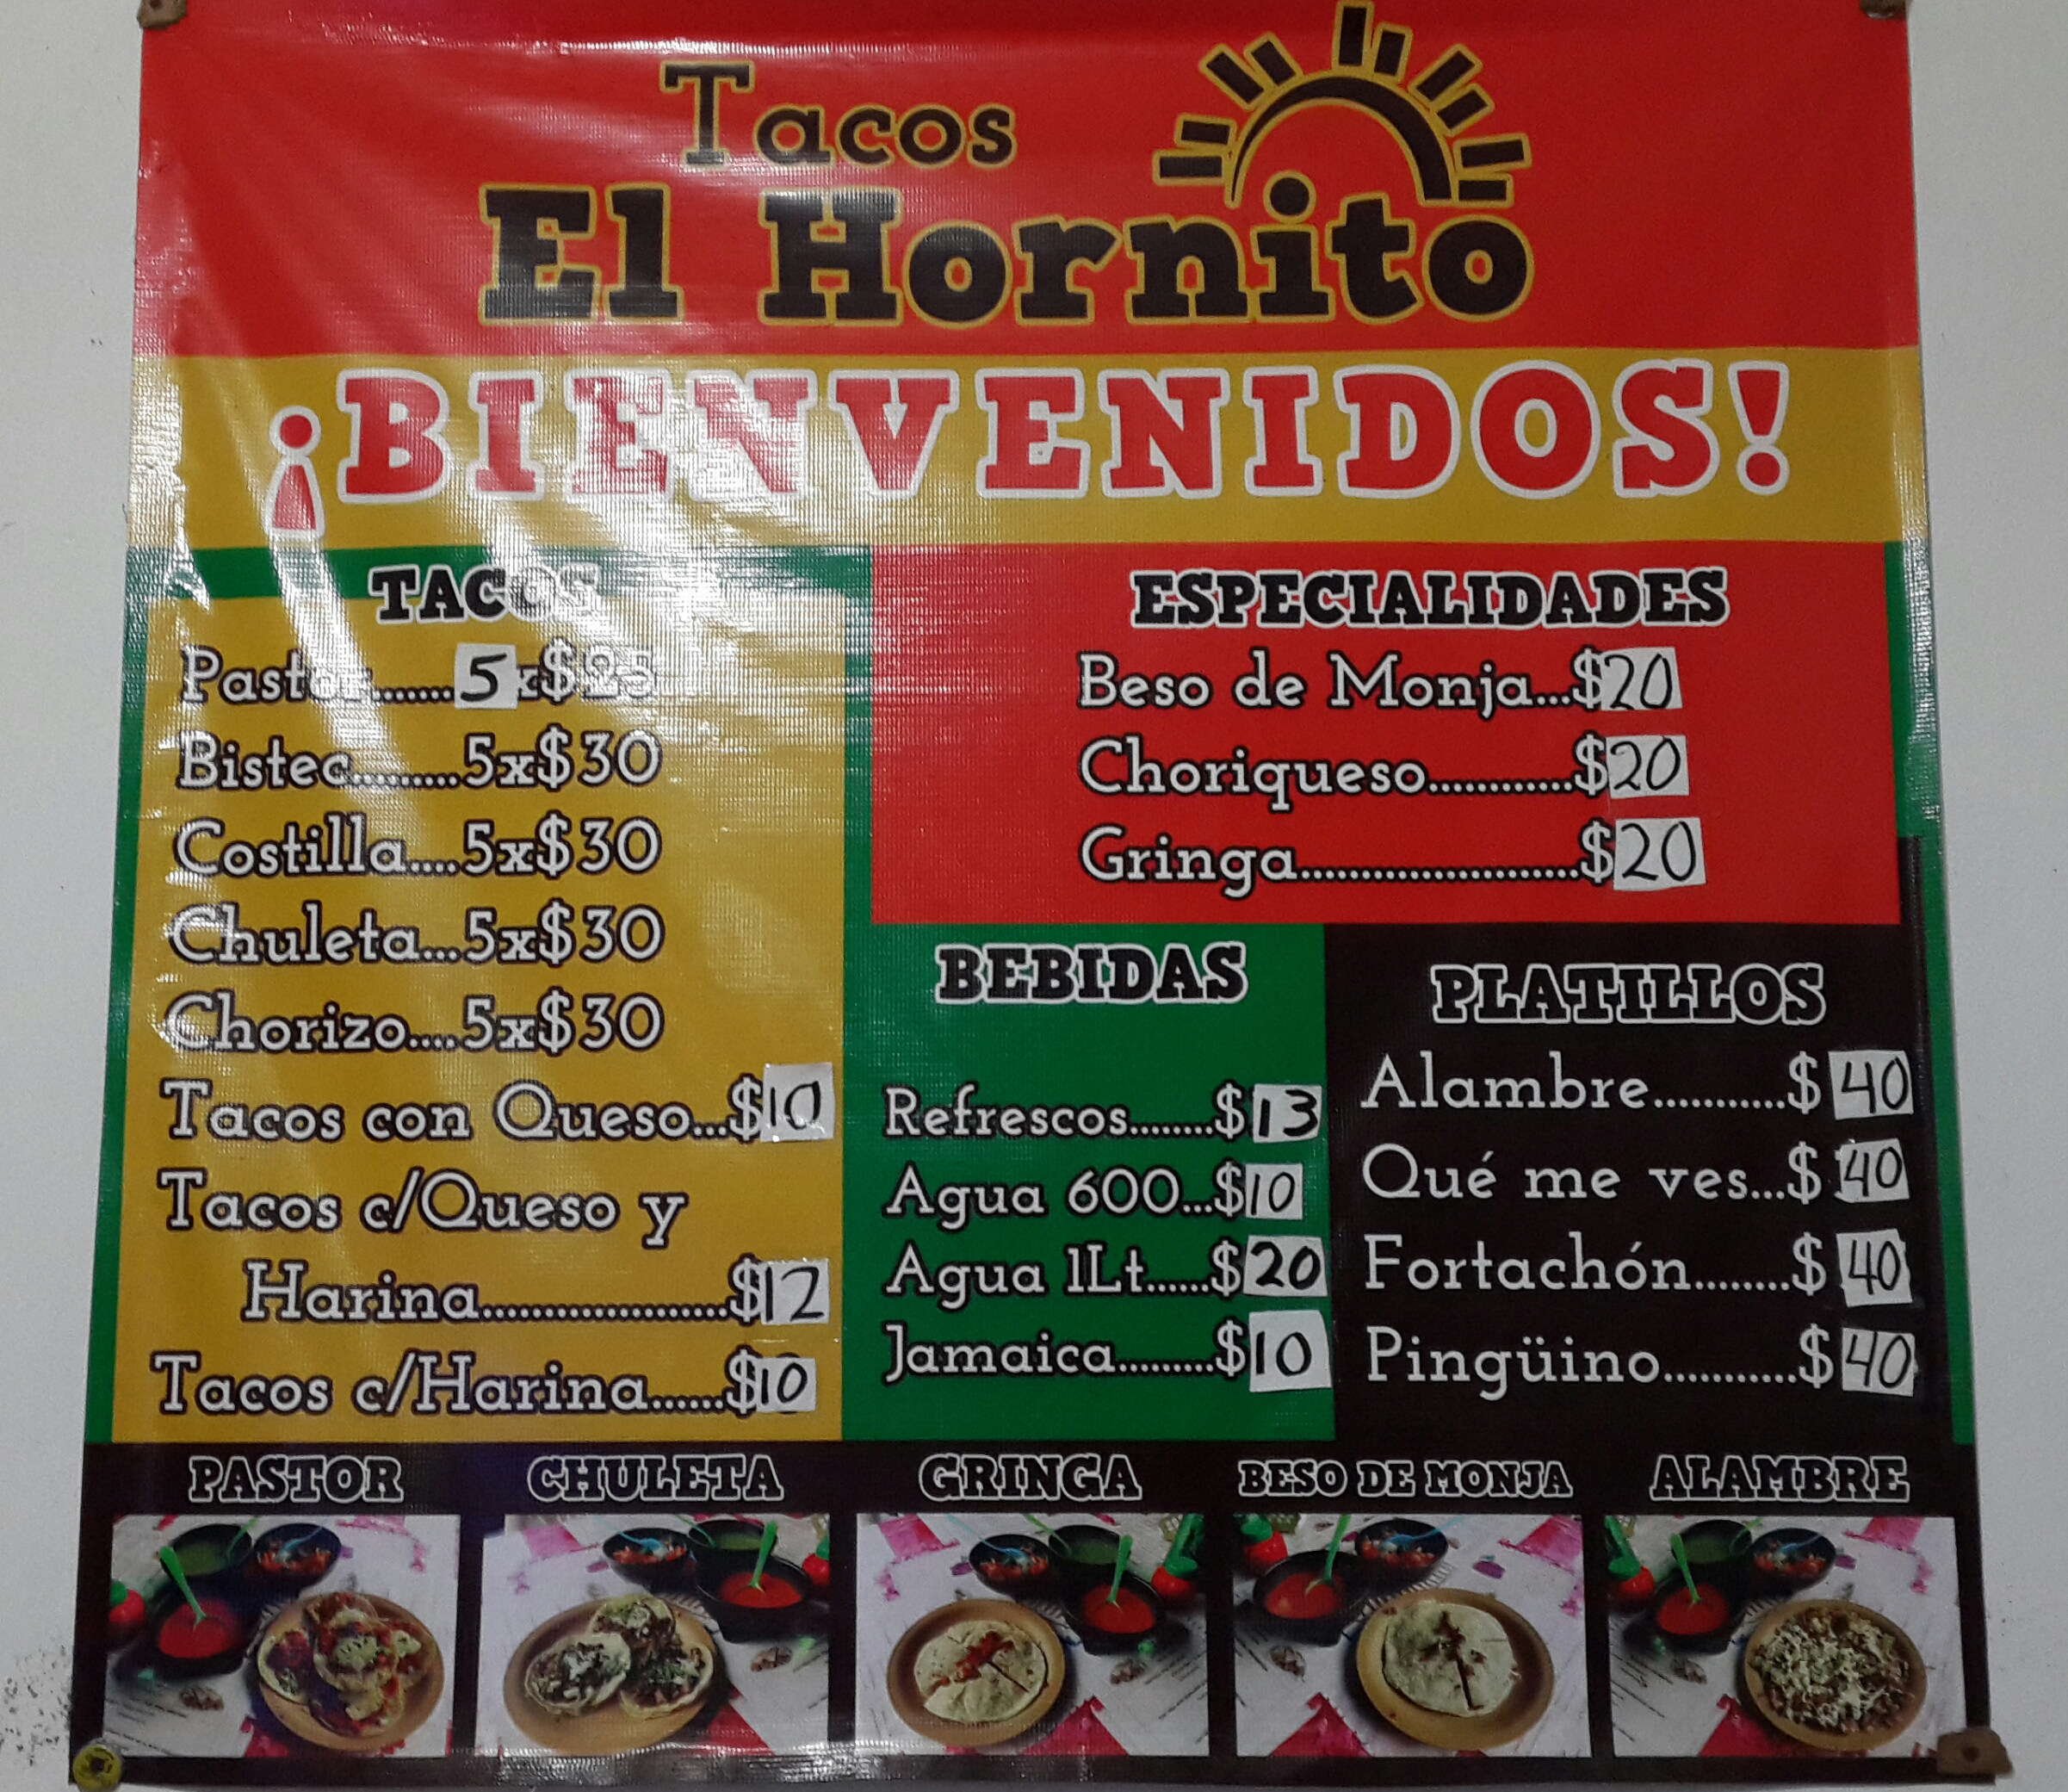 Tacos
El Hornito
¡BIENVENIDOS!
TACOS
Pastor.......5x$25
Bistec.........5x$30
Costilla....5x$30
Chuleta...5x$30
Chorizo....5x$30
Tacos con Queso...$10
Tacos c/Queso y
Harina....................$12
Tacos c/Harina......$10
ESPECIALIDADES
Beso de Monja...$20
Choriqueso............$20
Gringa.......................$20
BEBIDAS
Refrescos.......$13
Agua 600...$10
Agua 1Lt......$20
Jamaica........$10
PLATILLOS
Alambre...........$40
Qué me ves...$40
Fortachón........$40
Pingüino...........$40
PASTOR
CHULETA
GRINGA
BESO DE MONJA
ALAMBRE